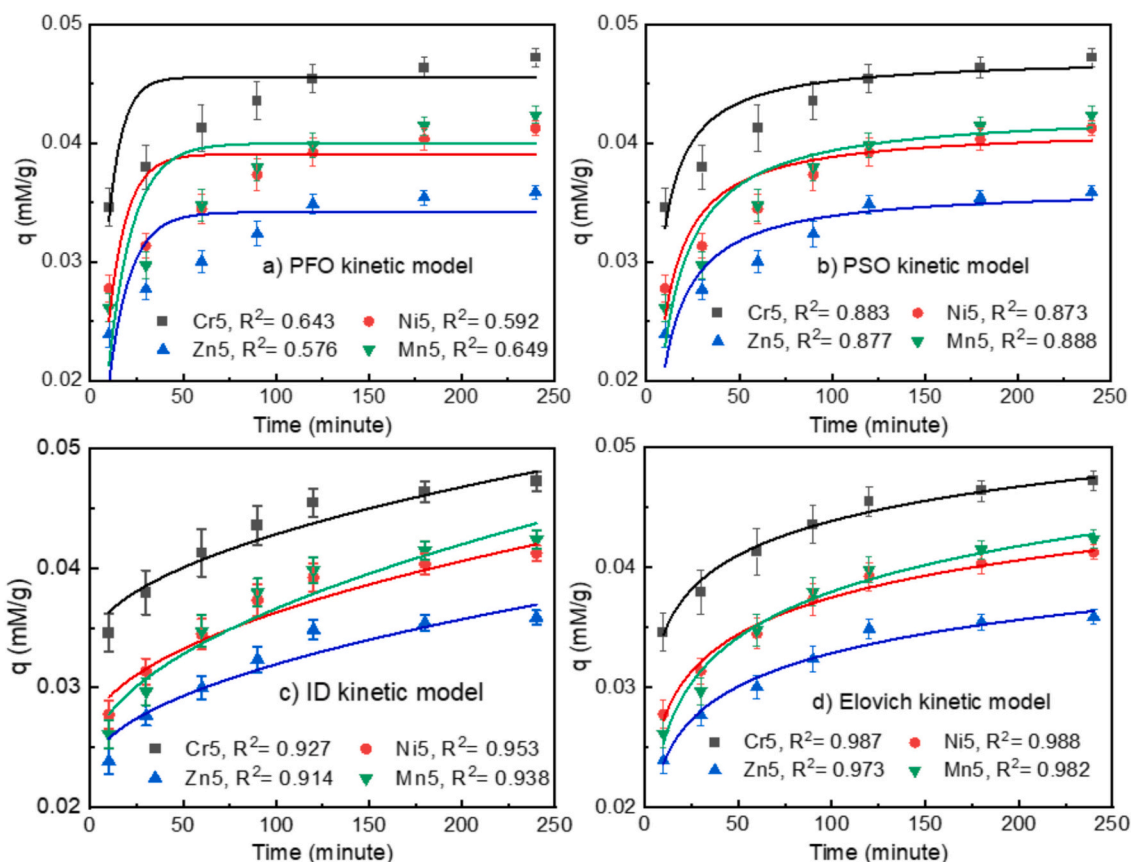 0.05
0.04
0.03
0.02
q (mM/g)
a) PFO kinetic model
Cr5, R²= 0.643 Ni5, R²= 0.592
Zn5, R²= 0.576 Mn5, R²= 0.649
0 50 100 150 200 250
Time (minute)
0.05
0.04
0.03
0.02
q (mM/g)
b) PSO kinetic model
Cr5, R²= 0.883 Ni5, R²= 0.873
Zn5, R²= 0.877 Mn5, R²= 0.888
0 50 100 150 200 250
Time (minute)
0.05
0.04
0.03
0.02
q (mM/g)
c) ID kinetic model
Cr5, R²= 0.927 Ni5, R²= 0.953
Zn5, R²= 0.914 Mn5, R²= 0.938
0 50 100 150 200 250
Time (minute)
0.05
0.04
0.03
0.02
q (mM/g)
d) Elovich kinetic model
Cr5, R²= 0.987 Ni5, R²= 0.988
Zn5, R²= 0.973 Mn5, R²= 0.982
0 50 100 150 200 250
Time (minute)